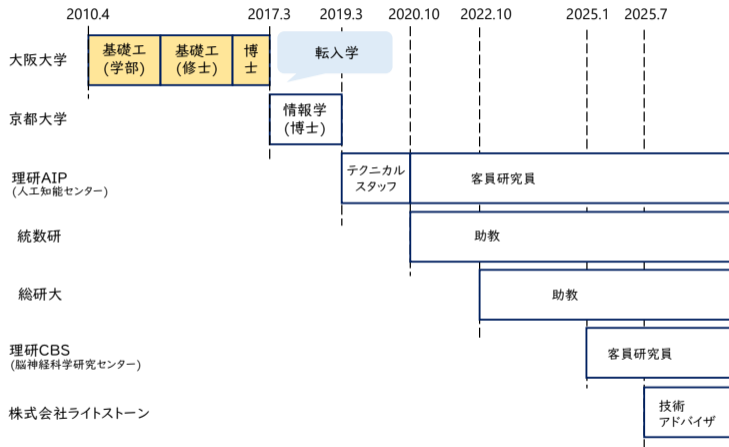 2010.4 2017.3 2019.3 2020.10 2022.10 2025.1 2025.7
大阪大学
基礎工
(学部)
基礎工
(修士)
博
士
転入学
京都大学
情報学
(博士)
理研AIP
(人工知能センター)
テクニカル
スタッフ
客員研究員
統数研
助教
総研大
助教
理研CBS
(脳神経科学研究センター)
客員研究員
株式会社ライトストーン
技術
アドバイザ